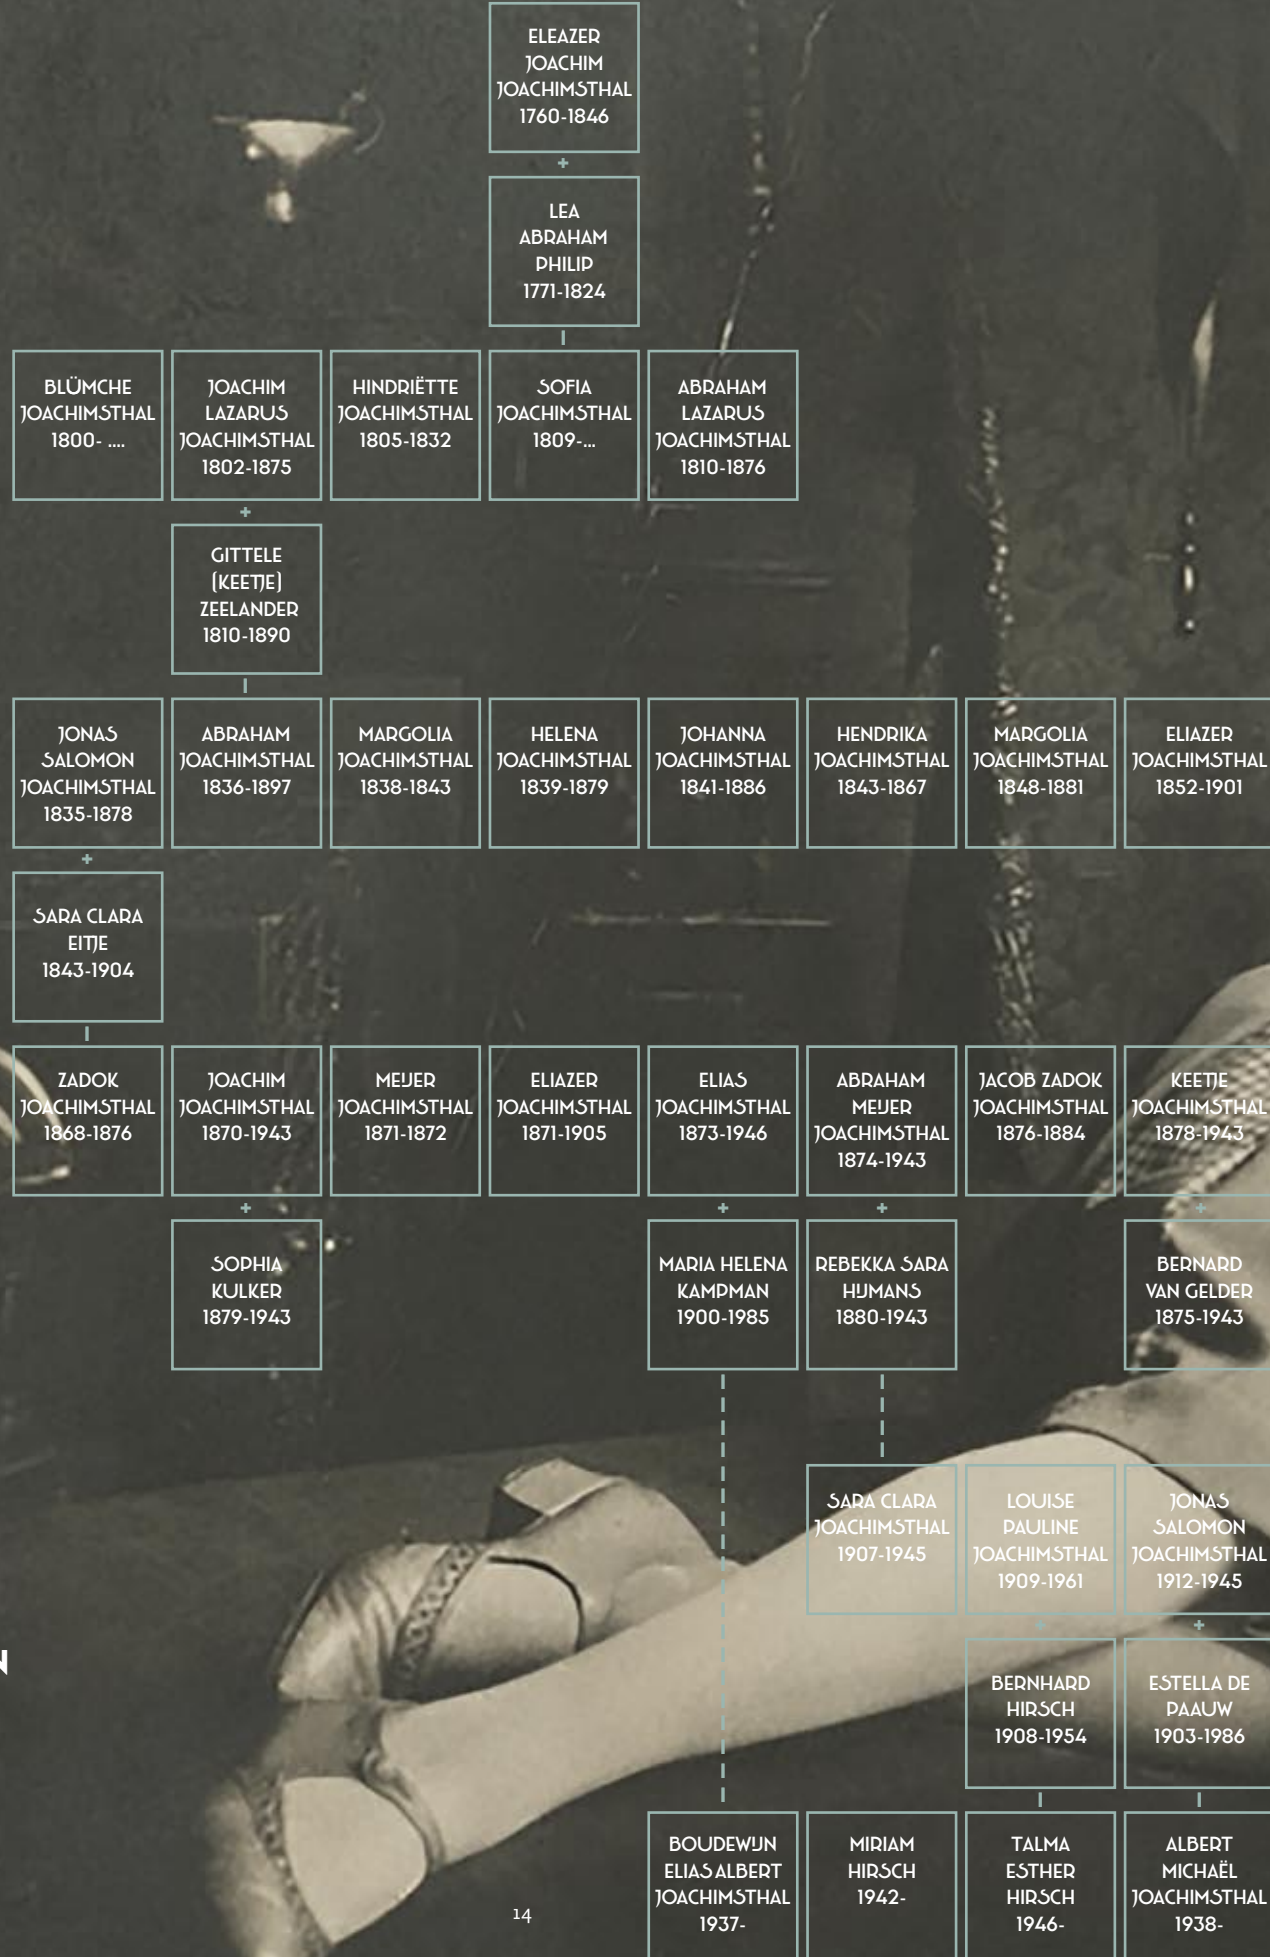 ELEAZER
JOACHIM
JOACHIMSTHAL
1760-1846
+
LEA
ABRAHAM
PHILIP
1771-1824
BLÜMCHE
JOACHIMSTHAL
1800- ....
JOACHIM
LAZARUS
JOACHIMSTHAL
1802-1875
HINDRIËTTE
JOACHIMSTHAL
1805-1832
SOFIA
JOACHIMSTHAL
1809-...
ABRAHAM
LAZARUS
JOACHIMSTHAL
1810-1876
+
GITTELE
(KEETJE)
ZEELANDER
1810-1890
JONAS
SALOMON
JOACHIMSTHAL
1835-1878
ABRAHAM
JOACHIMSTHAL
1836-1897
MARGOLIA
JOACHIMSTHAL
1838-1843
HELENA
JOACHIMSTHAL
1839-1879
JOHANNA
JOACHIMSTHAL
1841-1886
HENDRIKA
JOACHIMSTHAL
1843-1867
MARGOLIA
JOACHIMSTHAL
1848-1881
ELIAZER
JOACHIMSTHAL
1852-1901
+
SARA CLARA
EITJE
1843-1904
ZADOK
JOACHIMSTHAL
1868-1876
JOACHIM
JOACHIMSTHAL
1870-1943
MEIJER
JOACHIMSTHAL
1871-1872
ELIAZER
JOACHIMSTHAL
1871-1905
ELIAS
JOACHIMSTHAL
1873-1946
ABRAHAM
MEIJER
JOACHIMSTHAL
1874-1943
JACOB ZADOK
JOACHIMSTHAL
1876-1884
KEETJE
JOACHIMSTHAL
1878-1943
+
+
+
+
SOPHIA
KULKER
1879-1943
MARIA HELENA
KAMPMAN
1900-1985
REBEKKA SARA
HIJMANS
1880-1943
BERNARD
VAN GELDER
1875-1943
SARA CLARA
JOACHIMSTHAL
1907-1945
LOUISE
PAULINE
JOACHIMSTHAL
1909-1961
JONAS
SALOMON
JOACHIMSTHAL
1912-1945
+
+
N
BERNHARD
HIRSCH
1908-1954
ESTELLA DE
PAAUW
1903-1986
BOUDEWIJN
ELIAS ALBERT
JOACHIMSTHAL
1937-
MIRIAM
HIRSCH
1942-
TALMA
ESTHER
HIRSCH
1946-
ALBERT
MICHAËL
JOACHIMSTHAL
1938-
14